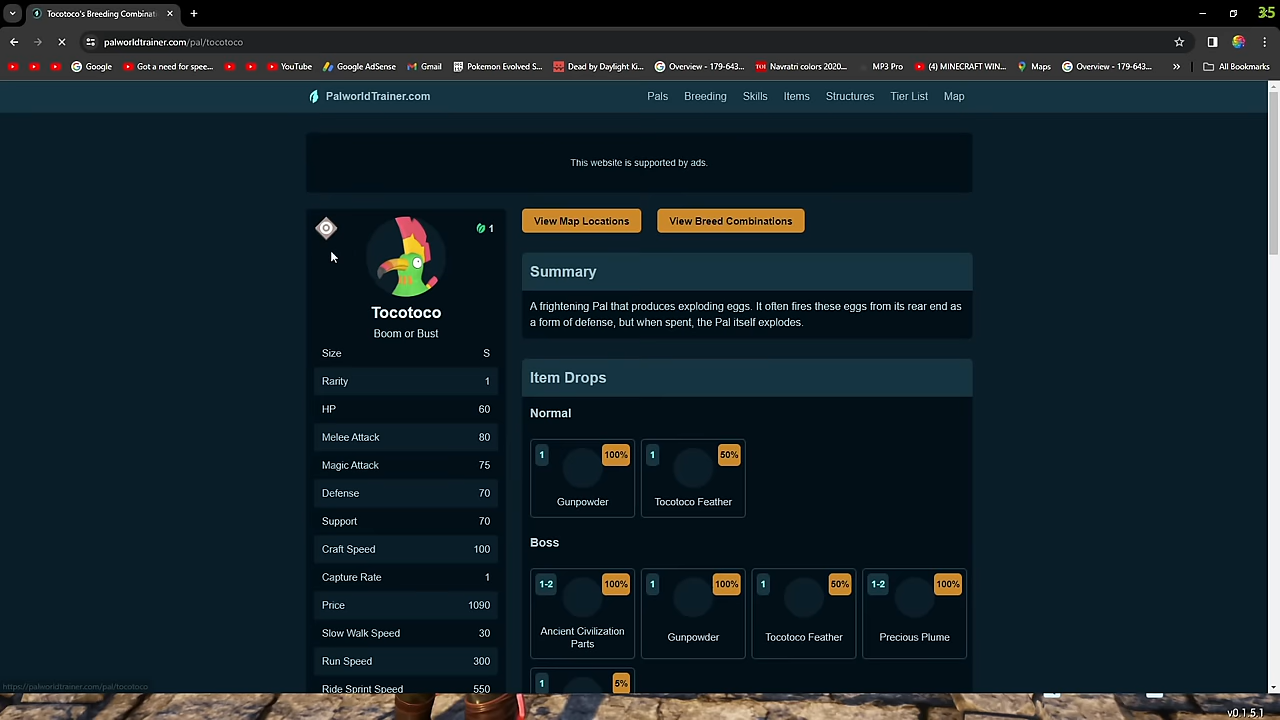 35
Tocotoco's Breeding Combinati
palworldtrainer.com/pal/tocotoco
Google
Got a need for spee...
YouTube
Google AdSense
Gmail
Pokemon Evolved S...
Dead by Daylight Ki...
Overview - 179-643...
Navratri colors 2020...
MP3 Pro
(4) MINECRAFT WIN...
Maps
Overview - 179-643...
»
All Bookmarks
PalworldTrainer.com
Pals
Breeding
Skills
Items
Structures
Tier List
Map
This website is supported by ads.
1
Tocotoco
Boom or Bust
Size S
Rarity 1
HP 60
Melee Attack 80
Magic Attack 75
Defense 70
Support 70
Craft Speed 100
Capture Rate 1
Price 1090
Slow Walk Speed 30
Run Speed 300
Ride Sprint Speed 550
View Map Locations
View Breed Combinations
Summary
A frightening Pal that produces exploding eggs. It often fires these eggs from its rear end as
a form of defense, but when spent, the Pal itself explodes.
Item Drops
Normal
1 100%
Gunpowder
1 50%
Tocotoco Feather
Boss
1-2 100%
Ancient Civilization
Parts
1 100%
Gunpowder
1 50%
Tocotoco Feather
1-2 100%
Precious Plume
1 5%
https://palworldtrainer.com/pal/tocotoco
v0.1.5.1